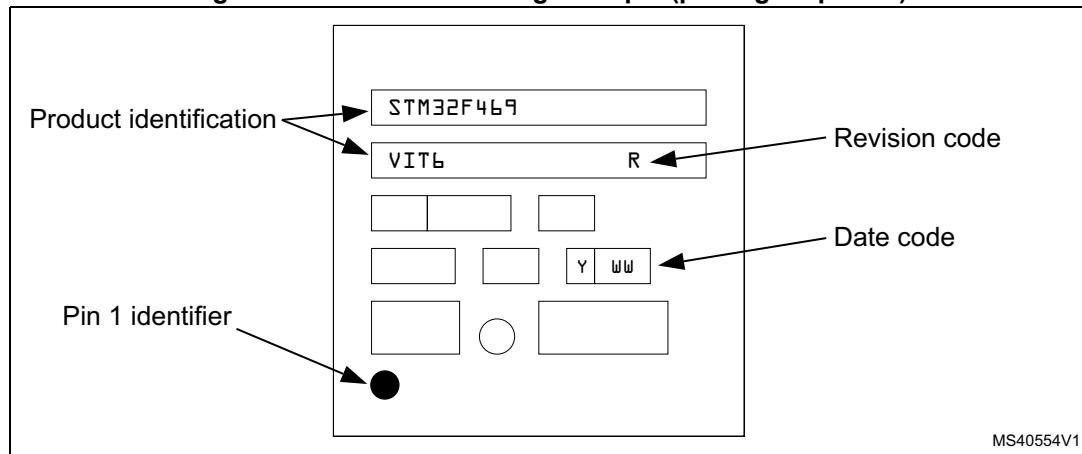 STM32F469
Product identification
VIT6 R
Revision code
Date code
Y WW
Pin 1 identifier
MS40554V1